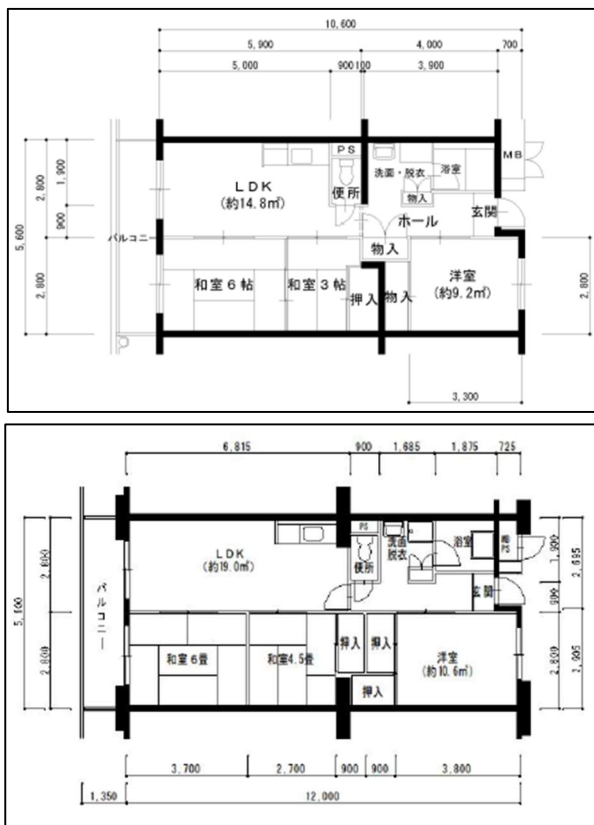 10,600
5,900 4,000 700
5,000 900 100 3,900
PS
MB
洗面・脱衣 浴室
LDK
(約14.8㎡)
便所
物入
玄関
ホール
5,600
2,800
1,900
900
2,800
バルコニー
物入
和室6帖 和室3帖
押入
物入
洋室
(約9.2㎡)
2,800
3,300
6,815 900 1,685 1,875 725
PS
洗面
脱衣
浴室
PS
LDK
(約19.0㎡)
便所
玄関
バルコニー
2,800
2,800
1,900
900
2,695
2,800
2,905
和室6畳 和室4.5畳
押入 押入
押入
洋室
(約10.6㎡)
3,700 2,700 900 900 3,800
1,350 12,000